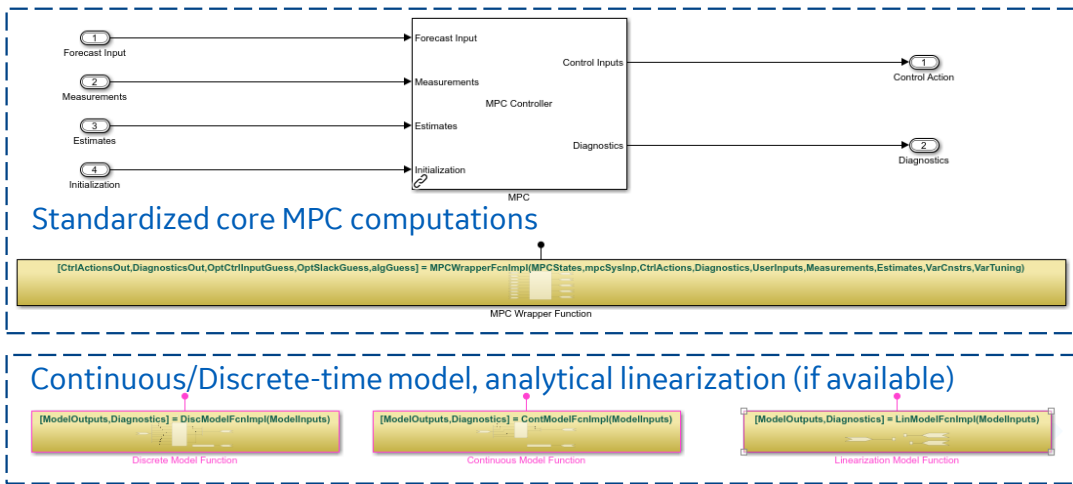 1
Forecast Input
2
Measurements
3
Estimates
4
Initialization
Forecast Input
Measurements
Estimates
Initialization
MPC Controller
Control Inputs
Diagnostics
MPC
1
Control Action
2
Diagnostics
Standardized core MPC computations
[CtrlActionsOut,DiagnosticsOut,OptCtrlInputGuess,OptSlackGuess,algGuess] = MPCWrapperFcnImpl(MPCStates,mpcSysInp,CtrlActions,Diagnostics,UserInputs,Measurements,Estimates,VarCnstrs,VarTuning)
MPC Wrapper Function
Continuous/Discrete-time model, analytical linearization (if available)
[ModelOutputs,Diagnostics] = DiscModelFcnImpl(ModelInputs)
Discrete Model Function
[ModelOutputs,Diagnostics] = ContModelFcnImpl(ModelInputs)
Continuous Model Function
[ModelOutputs,Diagnostics] = LinModelFcnImpl(ModelInputs)
Linearization Model Function